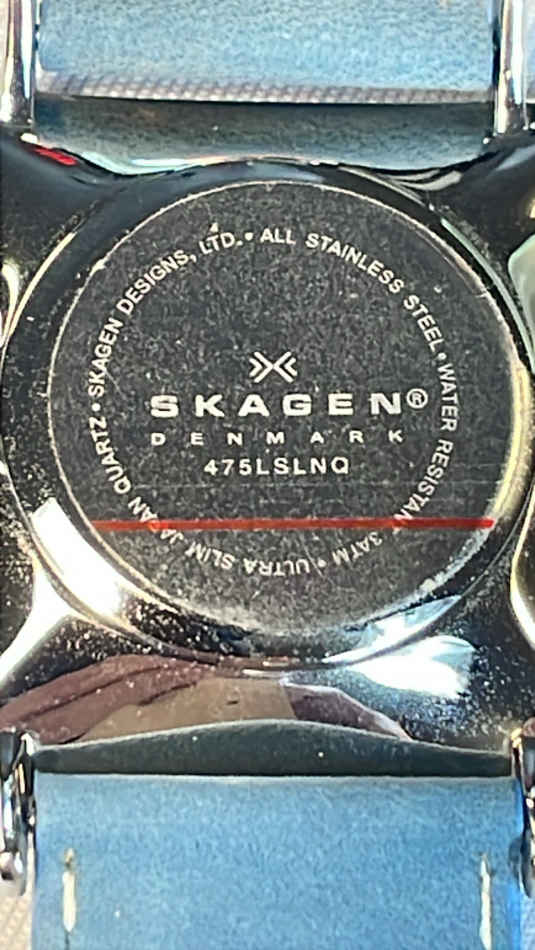 SKAGEN®
DENMARK
475LSLNQ
• SKAGEN DESIGNS, LTD. • ALL STAINLESS STEEL • WATER RESISTANT 3ATM • ULTRA SLIM JAPAN QUARTZ